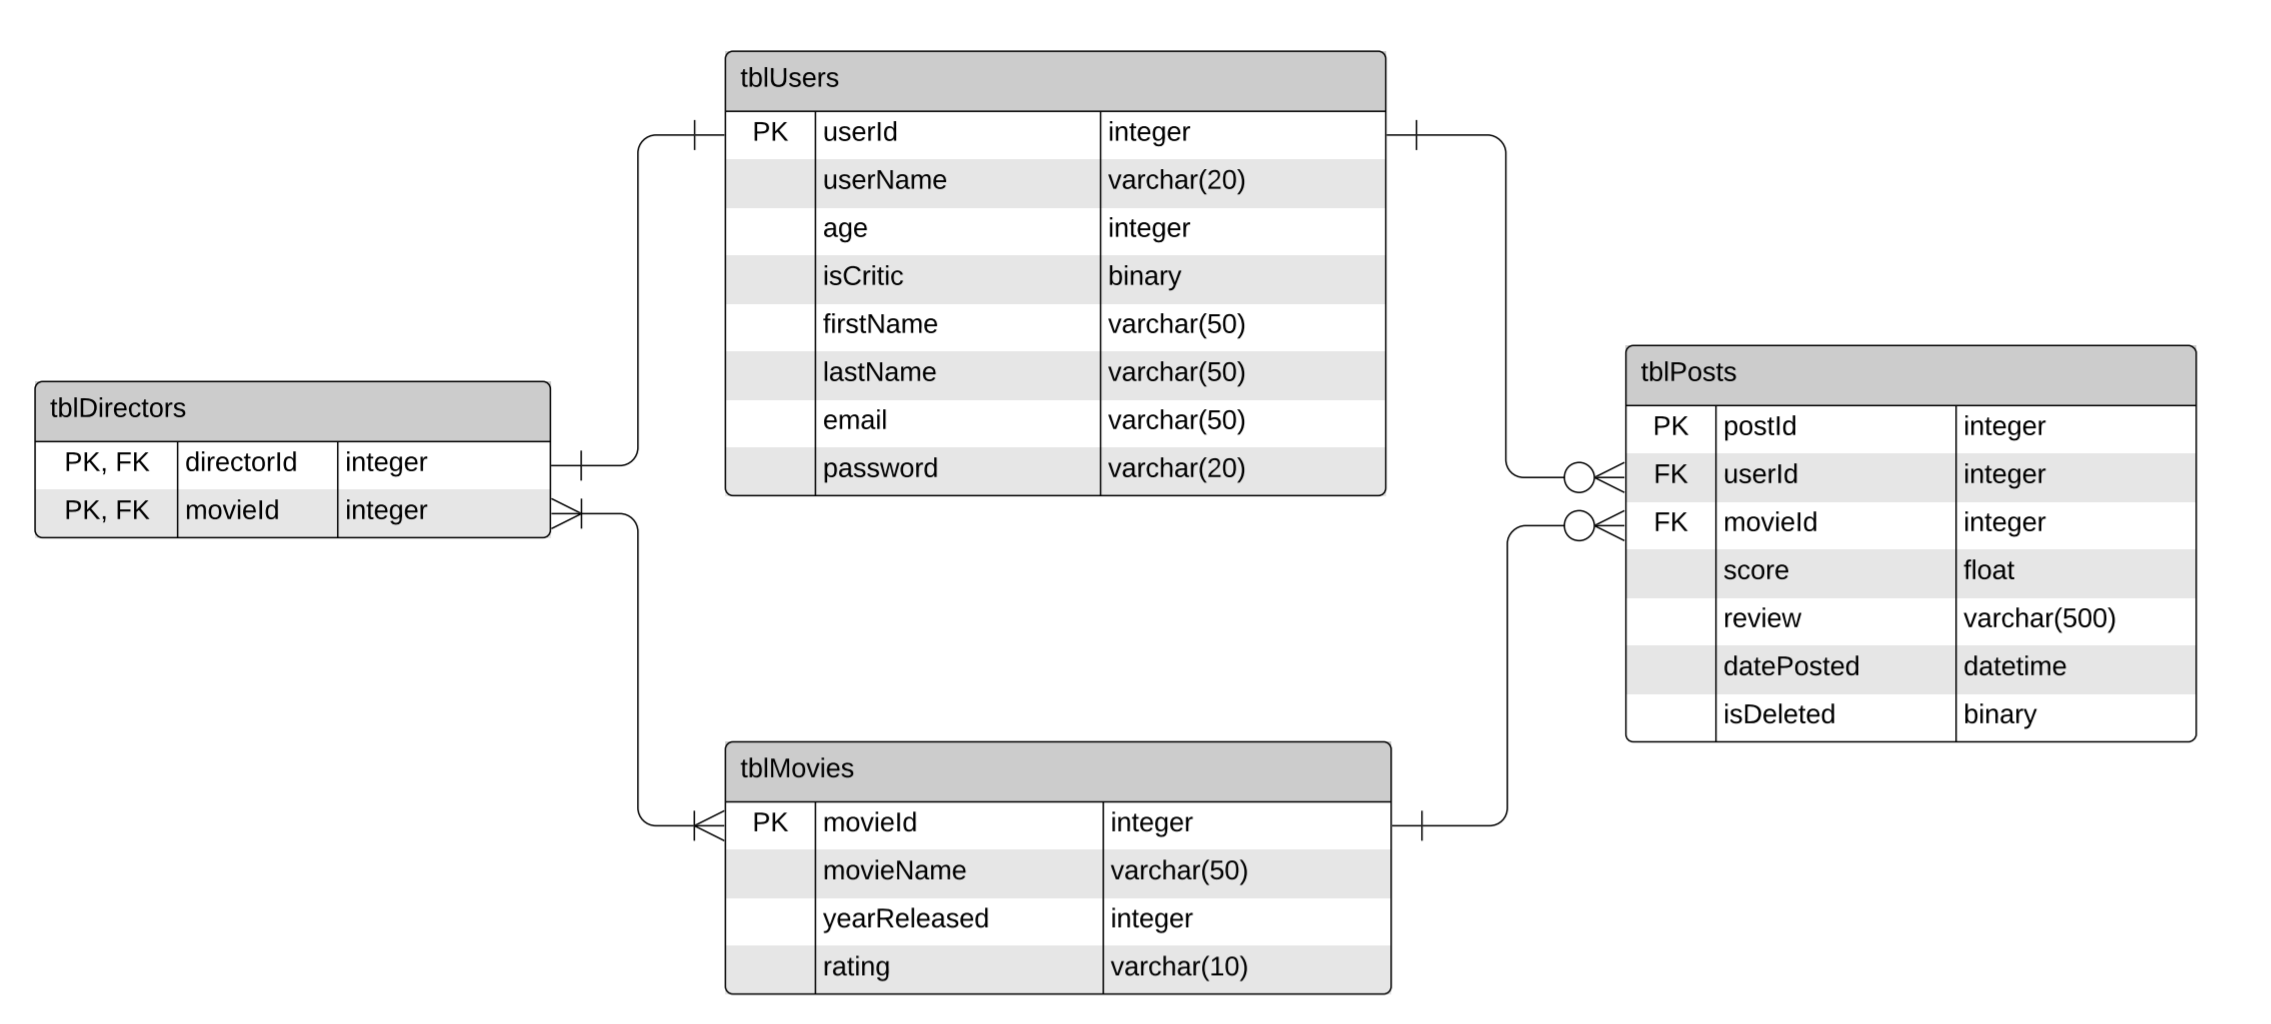 tblUsers
PK userId integer
userName varchar(20)
age integer
isCritic binary
firstName varchar(50)
lastName varchar(50)
email varchar(50)
password varchar(20)
tblDirectors
PK, FK directorId integer
PK, FK movieId integer
tblPosts
PK postId integer
FK userId integer
FK movieId integer
score float
review varchar(500)
datePosted datetime
isDeleted binary
tblMovies
PK movieId integer
movieName varchar(50)
yearReleased integer
rating varchar(10)